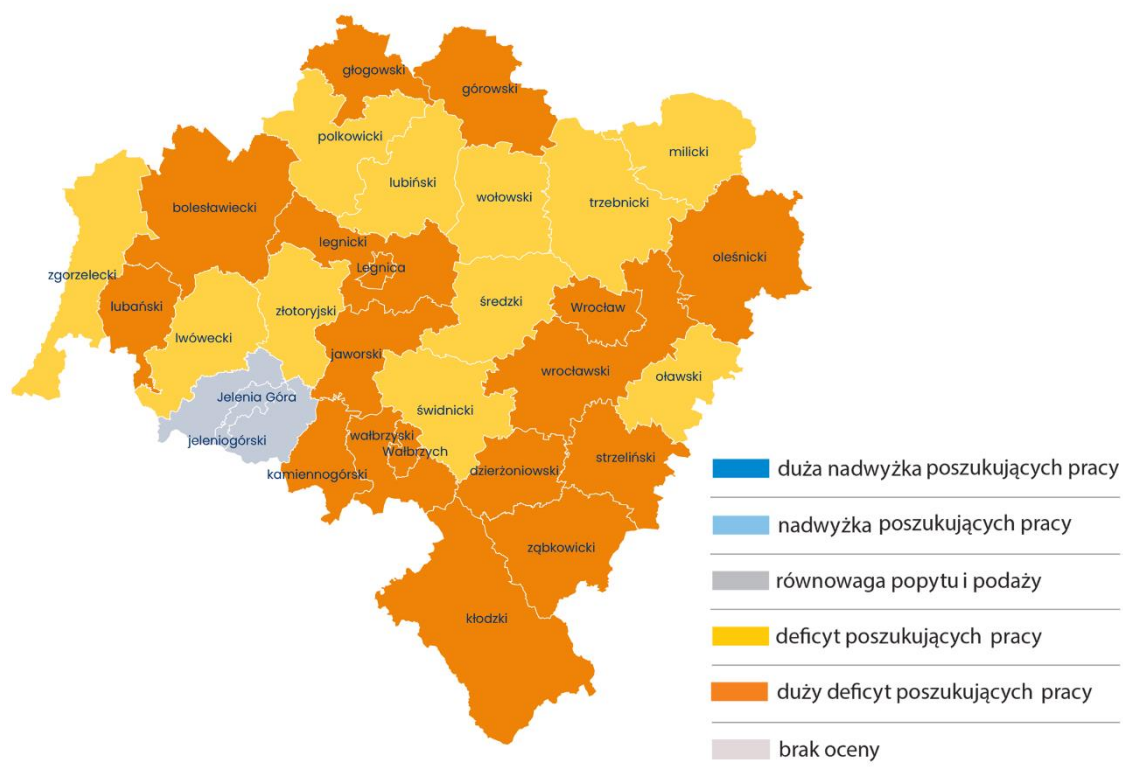 głogowski
górowski
polkowicki
milicki
lubiński
wołowski
trzebnicki
bolesławiecki
legnicki
oleśnicki
Legnica
zgorzelecki
lubański
złotoryjski
średzki
Wrocław
lwówecki
jaworski
wrocławski
oławski
Jelenia Góra
świdnicki
jeleniogórski
wałbrzyski
Wałbrzych
strzeliński
kamiennogórski
dzierżoniowski
ząbkowicki
kłodzki
duża nadwyżka poszukujących pracy
nadwyżka poszukujących pracy
równowaga popytu i podaży
deficyt poszukujących pracy
duży deficyt poszukujących pracy
brak oceny